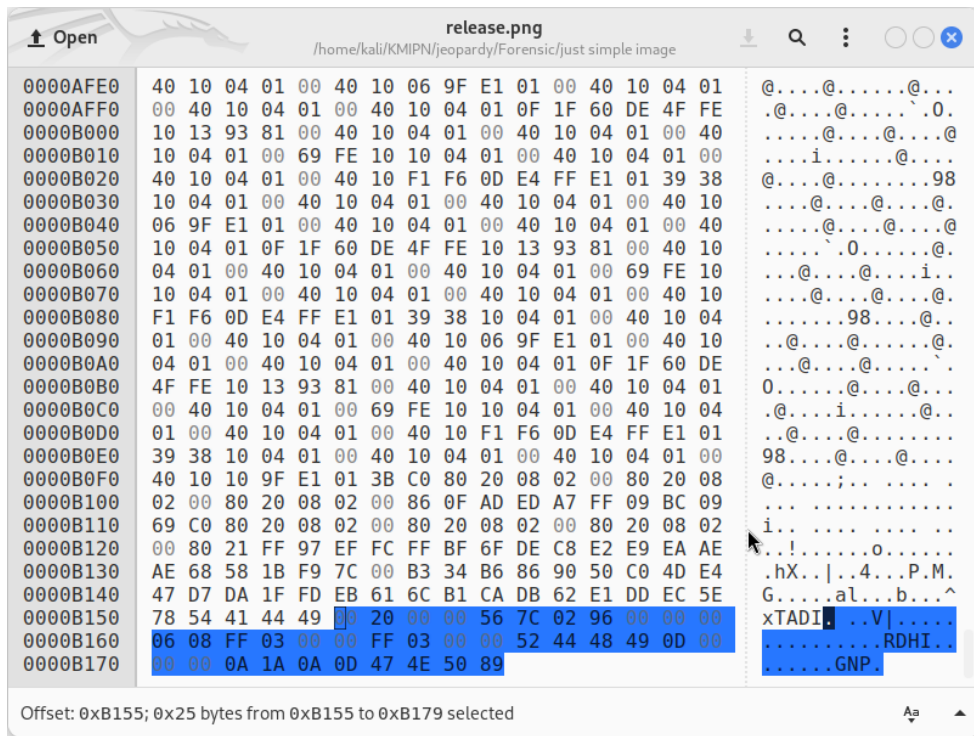 Open
release.png
/home/kali/KMIPN/jeopardy/Forensic/just simple image
0000AFE0 40 10 04 01 00 40 10 06 9F E1 01 00 40 10 04 01 @....@......@...
0000AFF0 00 40 10 04 01 00 40 10 04 01 0F 1F 60 DE 4F FE .@....@.....`.O.
0000B000 10 13 93 81 00 40 10 04 01 00 40 10 04 01 00 40 .....@....@....@
0000B010 10 04 01 00 69 FE 10 10 04 01 00 40 10 04 01 00 ....i......@....
0000B020 40 10 04 01 00 40 10 F1 F6 0D E4 FF E1 01 39 38 @....@........98
0000B030 10 04 01 00 40 10 04 01 00 40 10 04 01 00 40 10 ....@....@....@.
0000B040 06 9F E1 01 00 40 10 04 01 00 40 10 04 01 00 40 .....@....@....@
0000B050 10 04 01 0F 1F 60 DE 4F FE 10 13 93 81 00 40 10 .....`.O......@.
0000B060 04 01 00 40 10 04 01 00 40 10 04 01 00 69 FE 10 ...@....@....i..
0000B070 10 04 01 00 40 10 04 01 00 40 10 04 01 00 40 10 ....@....@....@.
0000B080 F1 F6 0D E4 FF E1 01 39 38 10 04 01 00 40 10 04 .......98....@..
0000B090 01 00 40 10 04 01 00 40 10 06 9F E1 01 00 40 10 ..@....@......@.
0000B0A0 04 01 00 40 10 04 01 00 40 10 04 01 0F 1F 60 DE ...@....@.....`.
0000B0B0 4F FE 10 13 93 81 00 40 10 04 01 00 40 10 04 01 O......@....@...
0000B0C0 00 40 10 04 01 00 69 FE 10 10 04 01 00 40 10 04 .@....i......@..
0000B0D0 01 00 40 10 04 01 00 40 10 F1 F6 0D E4 FF E1 01 ..@....@........
0000B0E0 39 38 10 04 01 00 40 10 04 01 00 40 10 04 01 00 98....@....@....
0000B0F0 40 10 10 9F E1 01 3B C0 80 20 08 02 00 80 20 08 @.....;.. .... .
0000B100 02 00 80 20 08 02 00 86 0F AD ED A7 FF 09 BC 09 ... ............
0000B110 69 C0 80 20 08 02 00 80 20 08 02 00 80 20 08 02 i.. .... .... ..
0000B120 00 80 21 FF 97 EF FC FF BF 6F DE C8 E2 E9 EA AE ..!......o......
0000B130 AE 68 58 1B F9 7C 00 B3 34 B6 86 90 50 C0 4D E4 .hX..|..4...P.M.
0000B140 47 D7 DA 1F FD EB 61 6C B1 CA DB 62 E1 DD EC 5E G.....al...b...^
0000B150 78 54 41 44 49 00 20 00 00 56 7C 02 96 00 00 00 xTADI. ..V|.....
0000B160 06 08 FF 03 00 00 FF 03 00 00 52 44 48 49 0D 00 ..........RDHI..
0000B170 00 00 0A 1A 0A 0D 47 4E 50 89 ......GNP.
Offset: 0xB155; 0x25 bytes from 0xB155 to 0xB179 selected
Aa